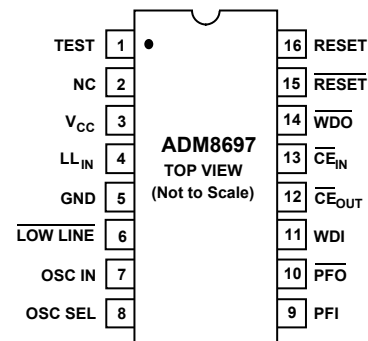 TEST 1 16 RESET
NC 2 15 RESET
VCC 3 14 WDO
LLIN 4 13 CEIN
GND 5 12 CEOUT
LOW LINE 6 11 WDI
OSC IN 7 10 PFO
OSC SEL 8 9 PFI
ADM8697
TOP VIEW
(Not to Scale)